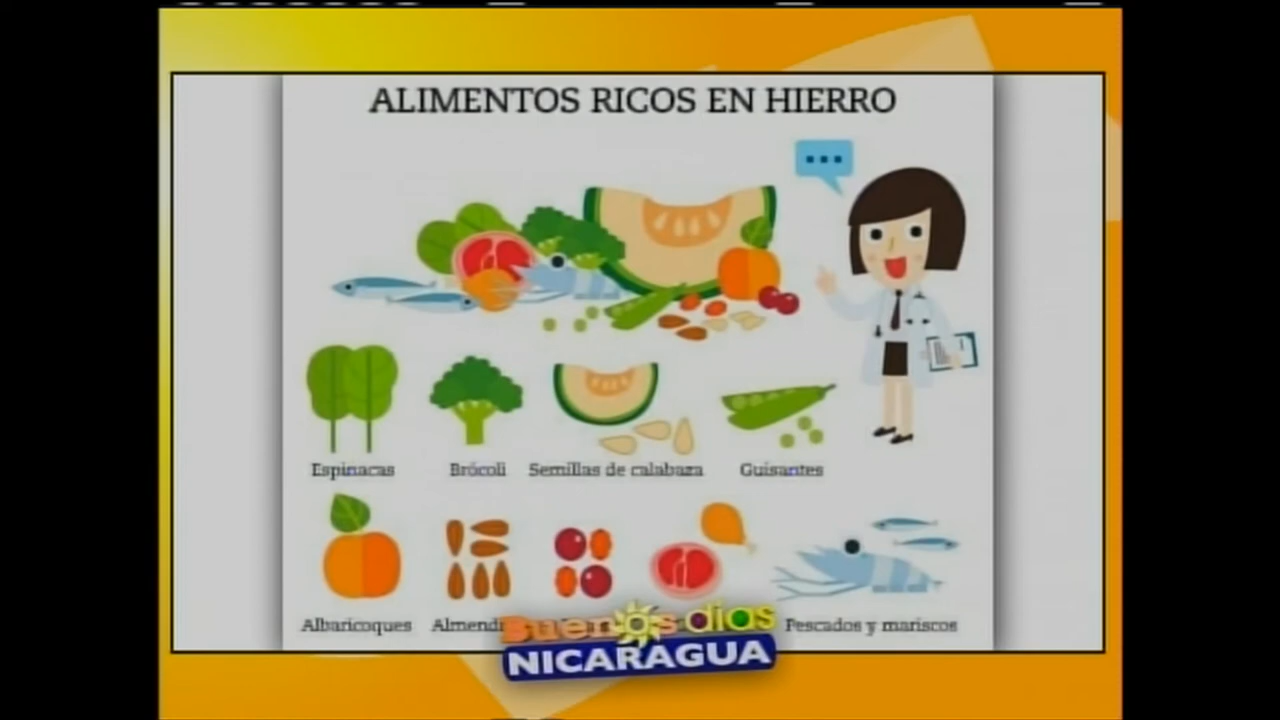 ALIMENTOS RICOS EN HIERRO
Espinacas
Brócoli
Semillas de calabaza
Guisantes
Albaricoques
Pescados y mariscos
Buenos días
NICARAGUA